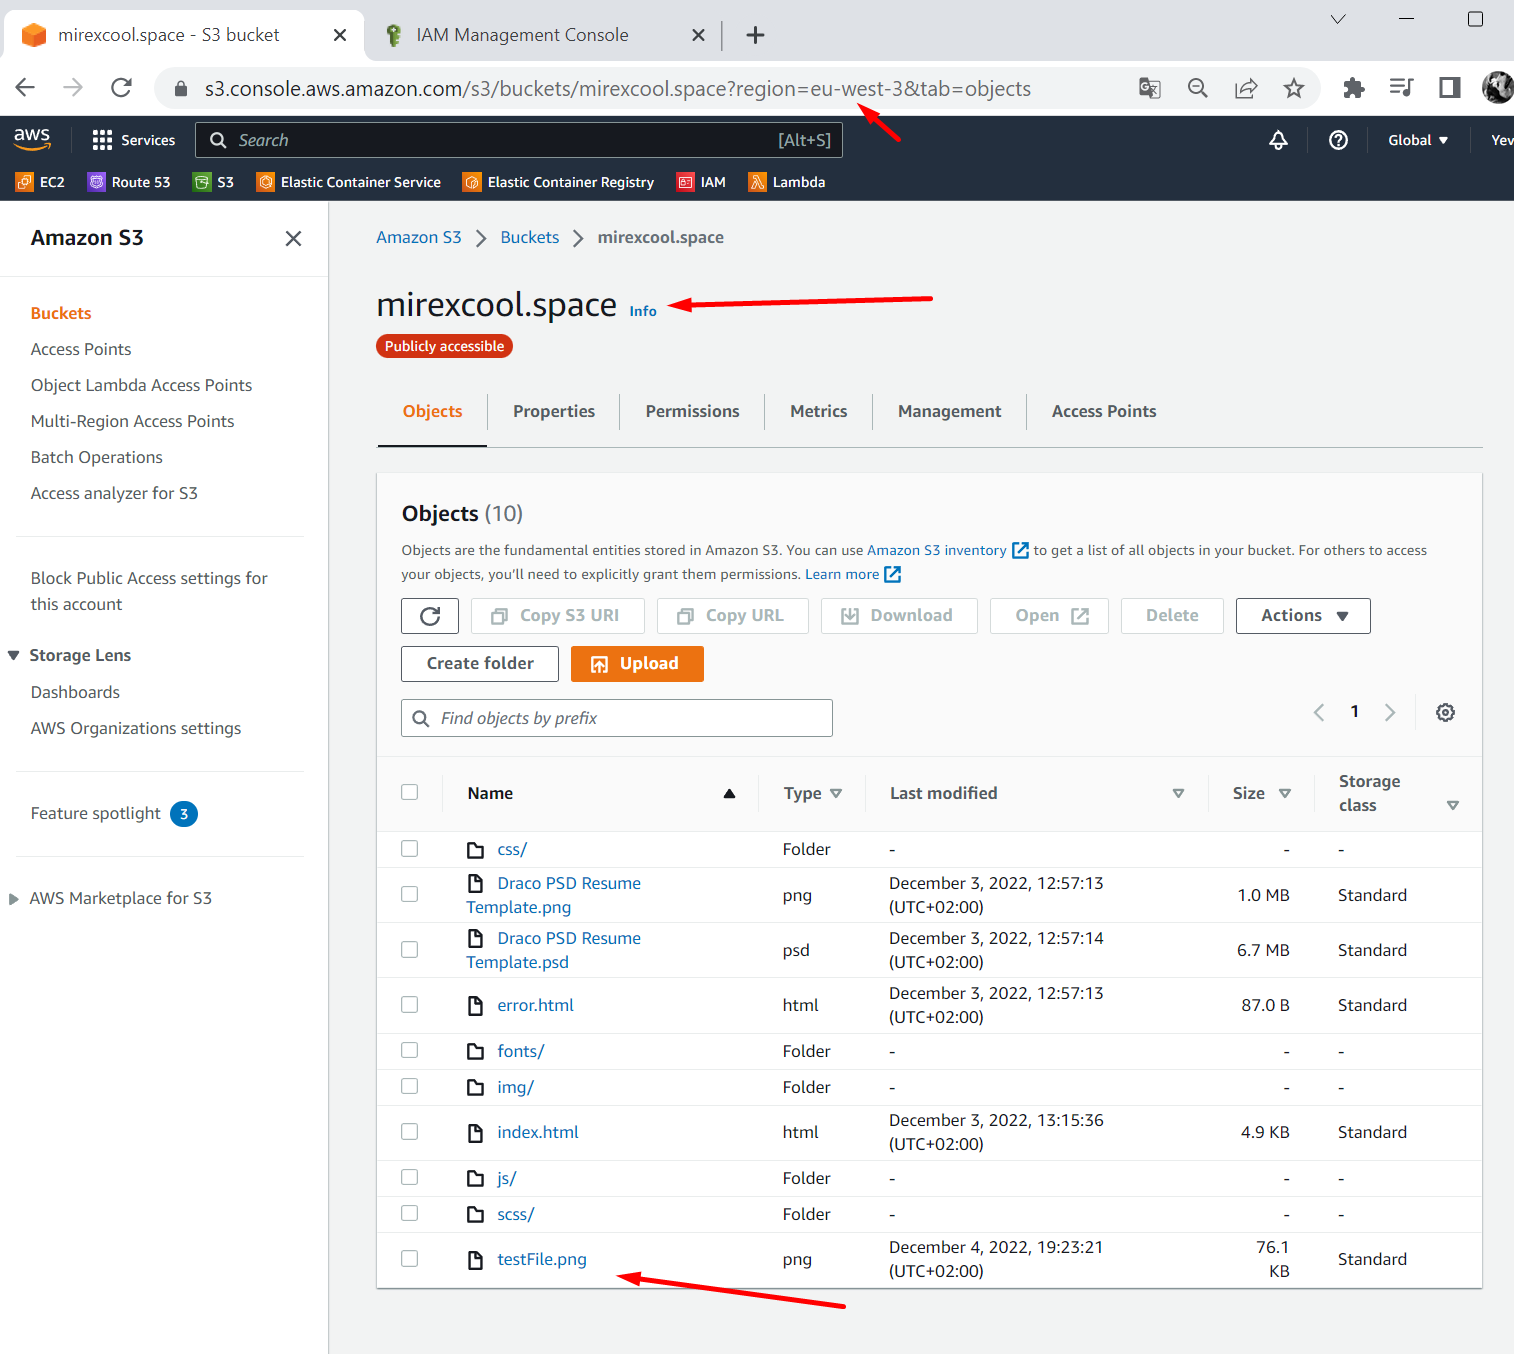 mirexcool.space - S3 bucket
IAM Management Console
s3.console.aws.amazon.com/s3/buckets/mirexcool.space?region=eu-west-3&tab=objects
aws
Services
Search
[Alt+S]
Global
Yev
EC2
Route 53
S3
Elastic Container Service
Elastic Container Registry
IAM
Lambda
Amazon S3
Buckets
Access Points
Object Lambda Access Points
Multi-Region Access Points
Batch Operations
Access analyzer for S3
Block Public Access settings for
this account
Storage Lens
Dashboards
AWS Organizations settings
Feature spotlight 3
AWS Marketplace for S3
Amazon S3 > Buckets > mirexcool.space
mirexcool.space Info
Publicly accessible
Objects
Properties
Permissions
Metrics
Management
Access Points
Objects (10)
Objects are the fundamental entities stored in Amazon S3. You can use Amazon S3 inventory to get a list of all objects in your bucket. For others to access
your objects, you'll need to explicitly grant them permissions. Learn more
Copy S3 URI
Copy URL
Download
Open
Delete
Actions
Create folder
Upload
Find objects by prefix
1
Name Type Last modified Size Storage
class
css/ Folder - - -
Draco PSD Resume December 3, 2022, 12:57:13
png 1.0 MB Standard
Template.png (UTC+02:00)
Draco PSD Resume December 3, 2022, 12:57:14
psd 6.7 MB Standard
Template.psd (UTC+02:00)
December 3, 2022, 12:57:13
error.html html 87.0 B Standard
(UTC+02:00)
fonts/ Folder - - -
img/ Folder - - -
December 3, 2022, 13:15:36
index.html html 4.9 KB Standard
(UTC+02:00)
js/ Folder - - -
scss/ Folder - - -
December 4, 2022, 19:23:21 76.1
testFile.png png Standard
(UTC+02:00) KB